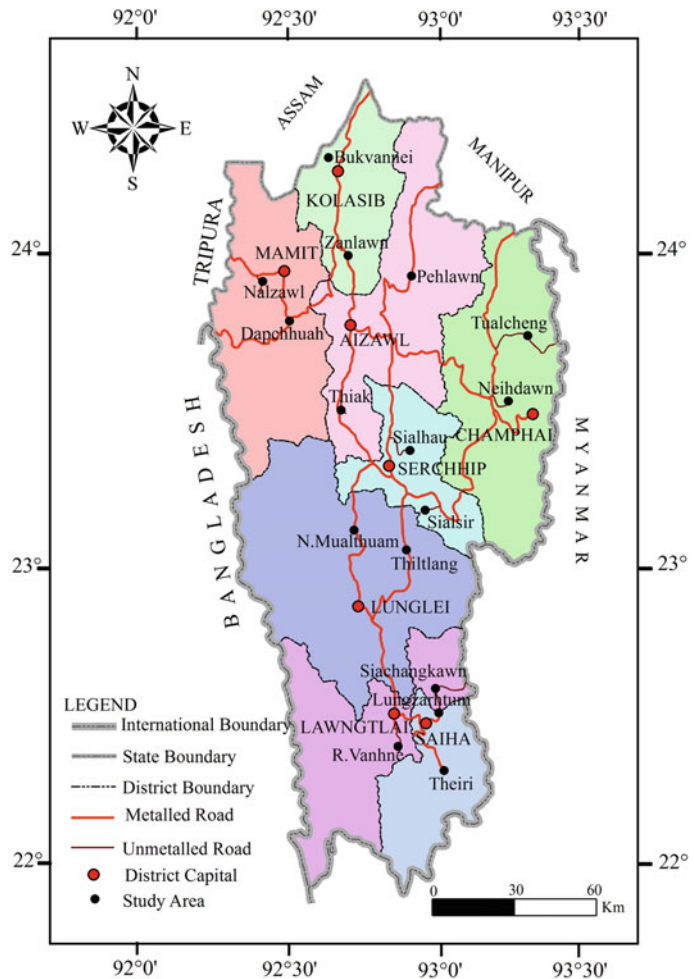 92°0' 92°50' 93°0' 93°30'
N
W E
S
ASSAM
MANIPUR
TRIPURA
BANGLADESH
MYANMAR
24° 24°
23° 23°
22° 22°
Bukvannei
KOLASIB
Zanlawn
MAMIT
Nalzawl
Pehlawn
Dapchhuah
AIZAWL
Tualcheng
Neihdawn
Thiak
CHAMPHAI
Sialhau
SERCHHIP
Sialsir
N.Mualthuam
Thiltlang
LUNGLEI
Siachangkawn
Lungzarhtum
LAWNGTLAI
SAIHA
R.Vanhne
Theiri
LEGEND
International Boundary
State Boundary
District Boundary
Metalled Road
Unmetalled Road
District Capital
Study Area
0 30 60
Km
92°0' 92°50' 93°0' 93°30'